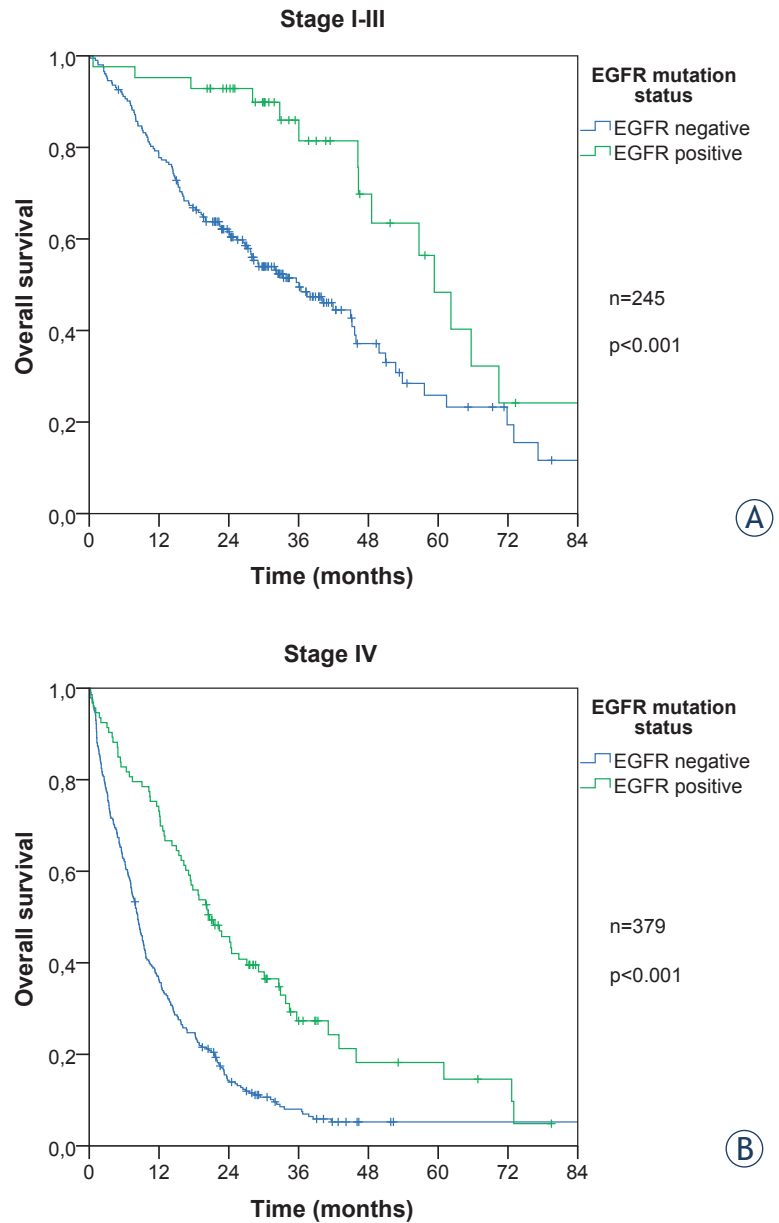 Stage I-III
1,0
0,8
0,6
0,4
0,2
0,0
Overall survival
0 12 24 36 48 60 72 84
Time (months)
EGFR mutation
status
EGFR negative
EGFR positive
n=245
p<0.001
A
Stage IV
1,0
0,8
0,6
0,4
0,2
0.0
Overall survival
0 12 24 36 48 60 72 84
Time (months)
EGFR mutation
status
EGFR negative
EGFR positive
n=379
p<0.001
B